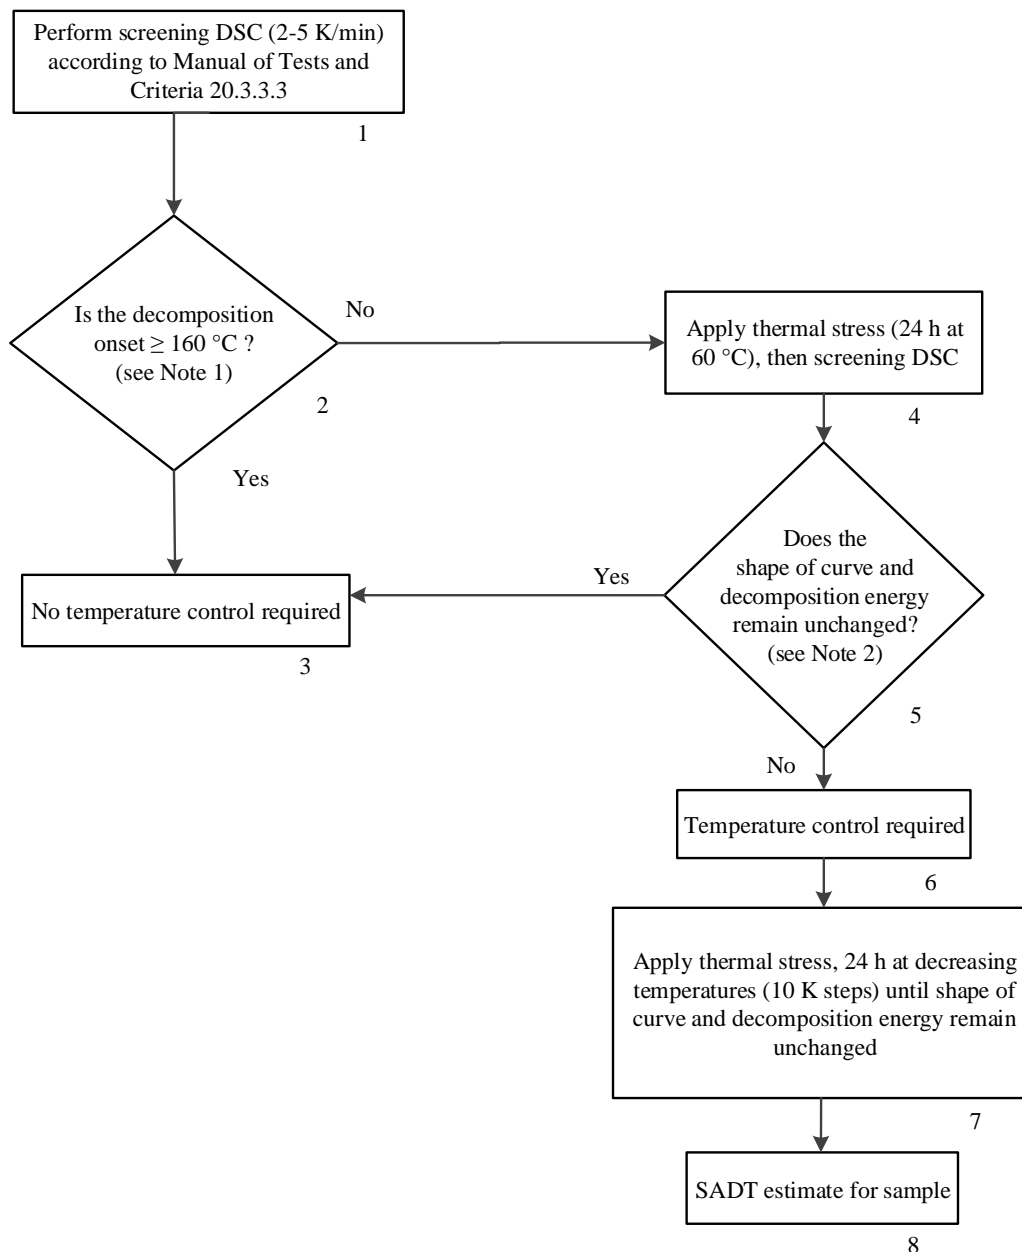 Perform screening DSC (2-5 K/min)
according to Manual of Tests and
Criteria 20.3.3.3
1
Is the decomposition
onset ≥ 160 °C ?
(see Note 1)
2
No
Yes
Apply thermal stress (24 h at
60 °C), then screening DSC
4
No temperature control required
3
Does the
shape of curve and
decomposition energy
remain unchanged?
(see Note 2)
5
Yes
No
Temperature control required
6
Apply thermal stress, 24 h at decreasing
temperatures (10 K steps) until shape of
curve and decomposition energy remain
unchanged
7
SADT estimate for sample
8